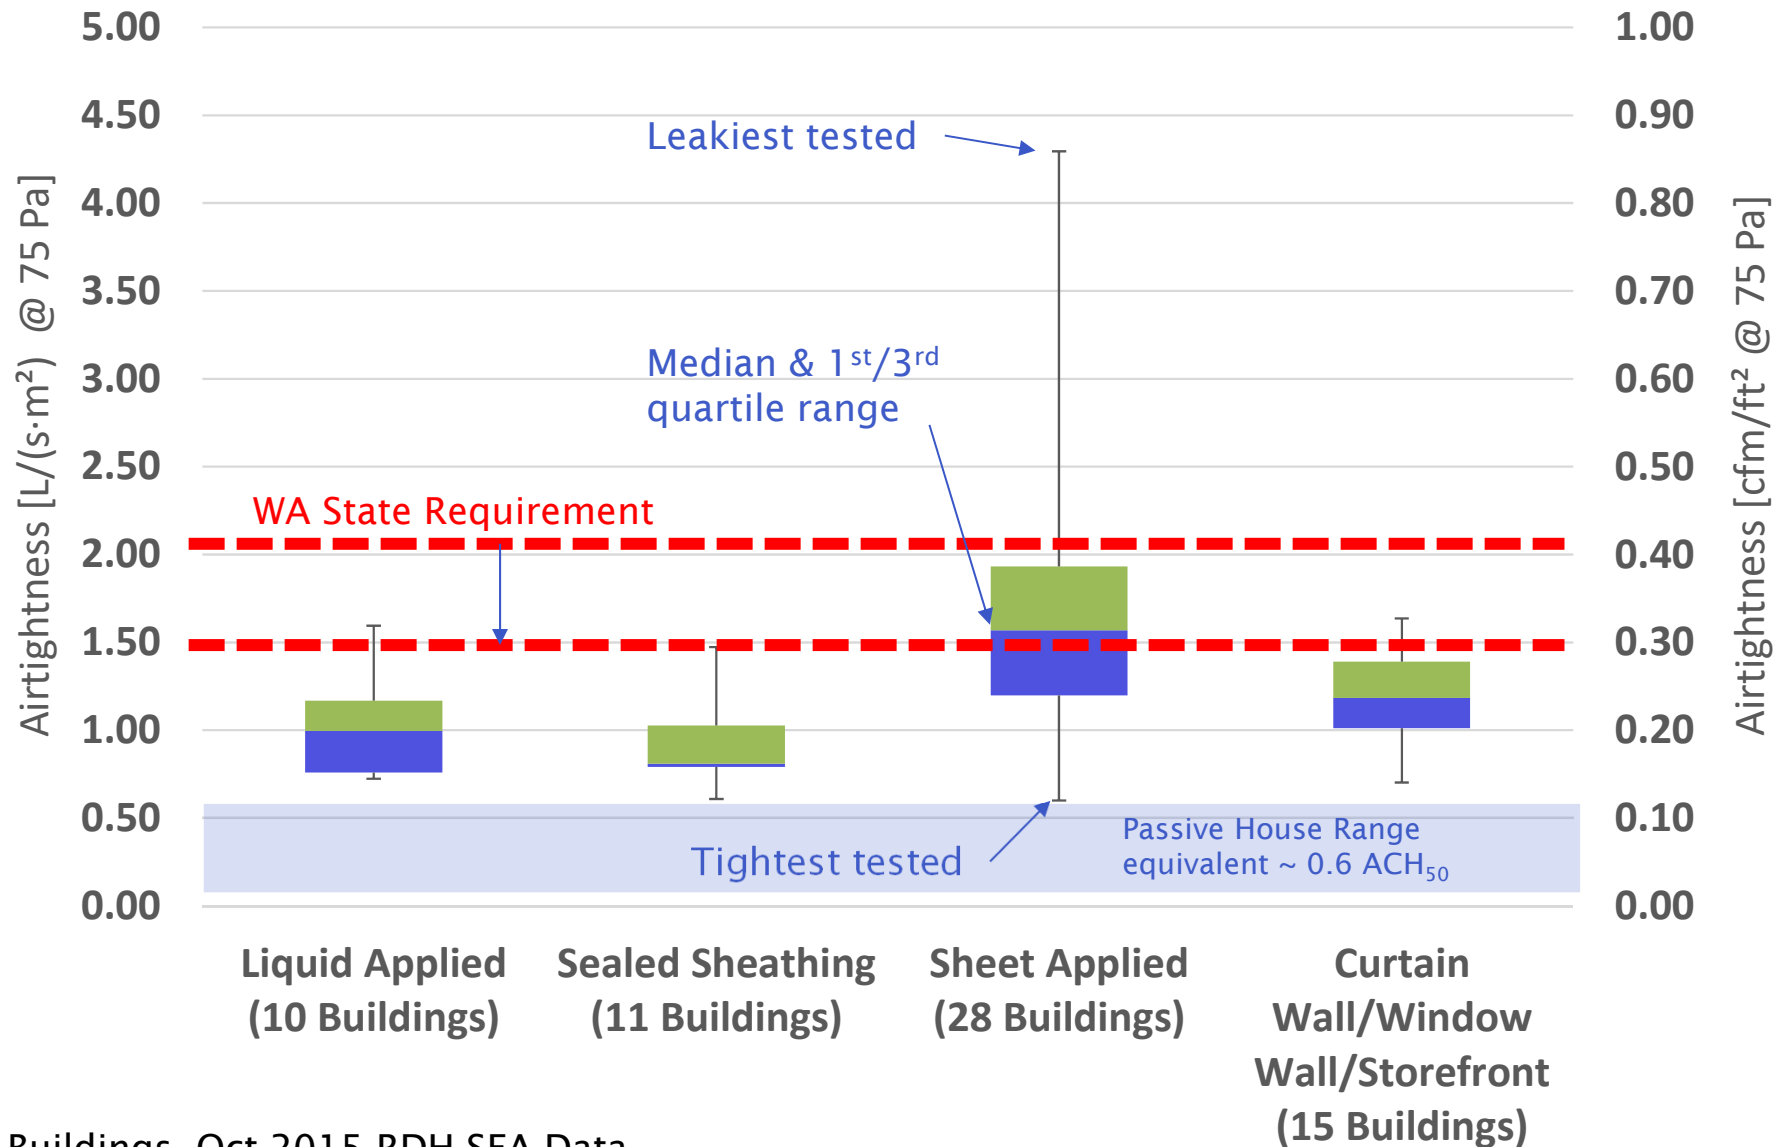 5.00
4.50
4.00
3.50
3.00
2.50
2.00
1.50
1.00
0.50
0.00
Airtightness [L/(s·m²) @ 75 Pa]
1.00
0.90
0.80
0.70
0.60
0.50
0.40
0.30
0.20
0.10
0.00
Airtightness [cfm/ft² @ 75 Pa]
Leakiest tested
Median & 1st/3rd
quartile range
WA State Requirement
Tightest tested
Passive House Range
equivalent ~ 0.6 ACH50
Liquid Applied
(10 Buildings)
Sealed Sheathing
(11 Buildings)
Sheet Applied
(28 Buildings)
Curtain
Wall/Window
Wall/Storefront
(15 Buildings)